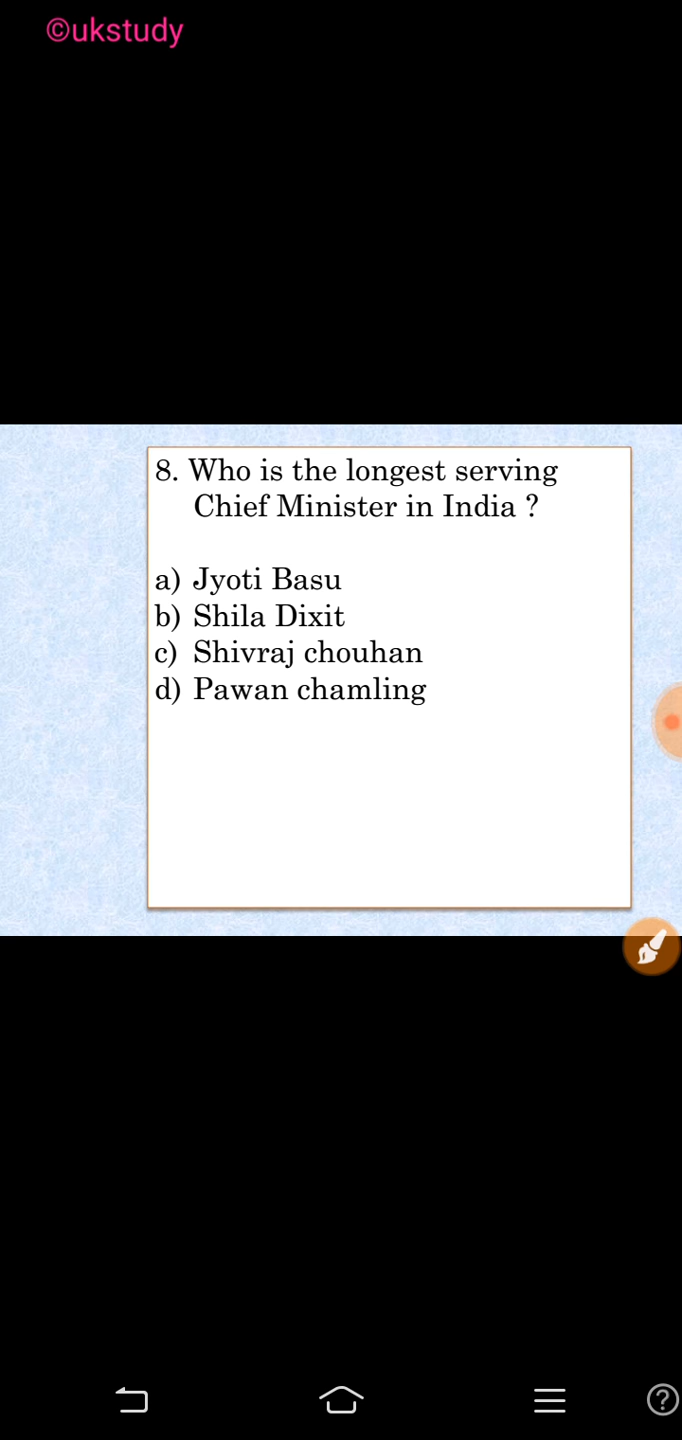 ©ukstudy
8. Who is the longest serving
Chief Minister in India ?
a) Jyoti Basu
b) Shila Dixit
c) Shivraj chouhan
d) Pawan chamling